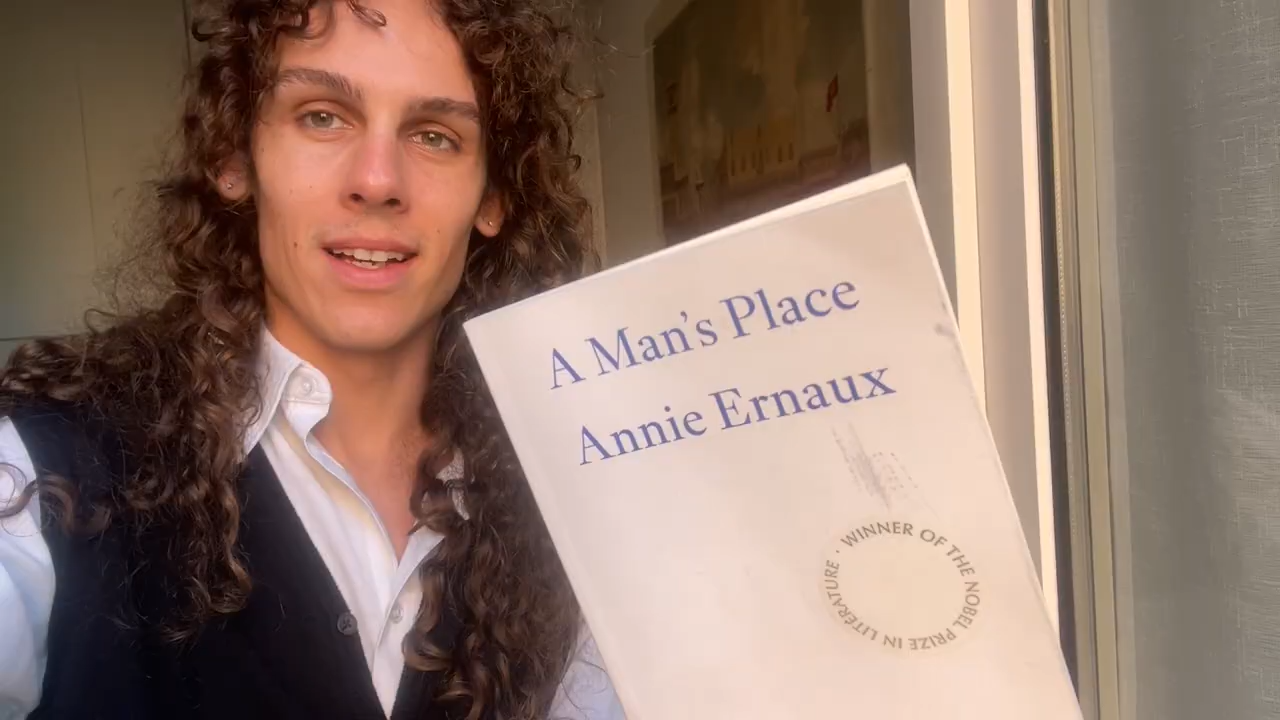 A Man's Place
Annie Ernaux
WINNER OF THE NOBEL PRIZE IN LITERATURE ·